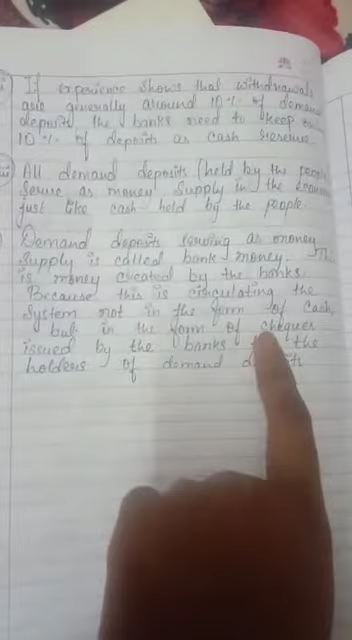 If experience shows that withdrawals
are generally around 10% of demand
deposits the banks need to keep
10% of deposits as cash reserve
All demand deposits (held by the people
serve as money supply in the
just like cash held by the people.
Demand deposits serving as money
supply is called bank money.
is money created by the banks
Because this is circulating the
system not in the form of cash
but in the form of cheques
issued by the banks the
holders of demand